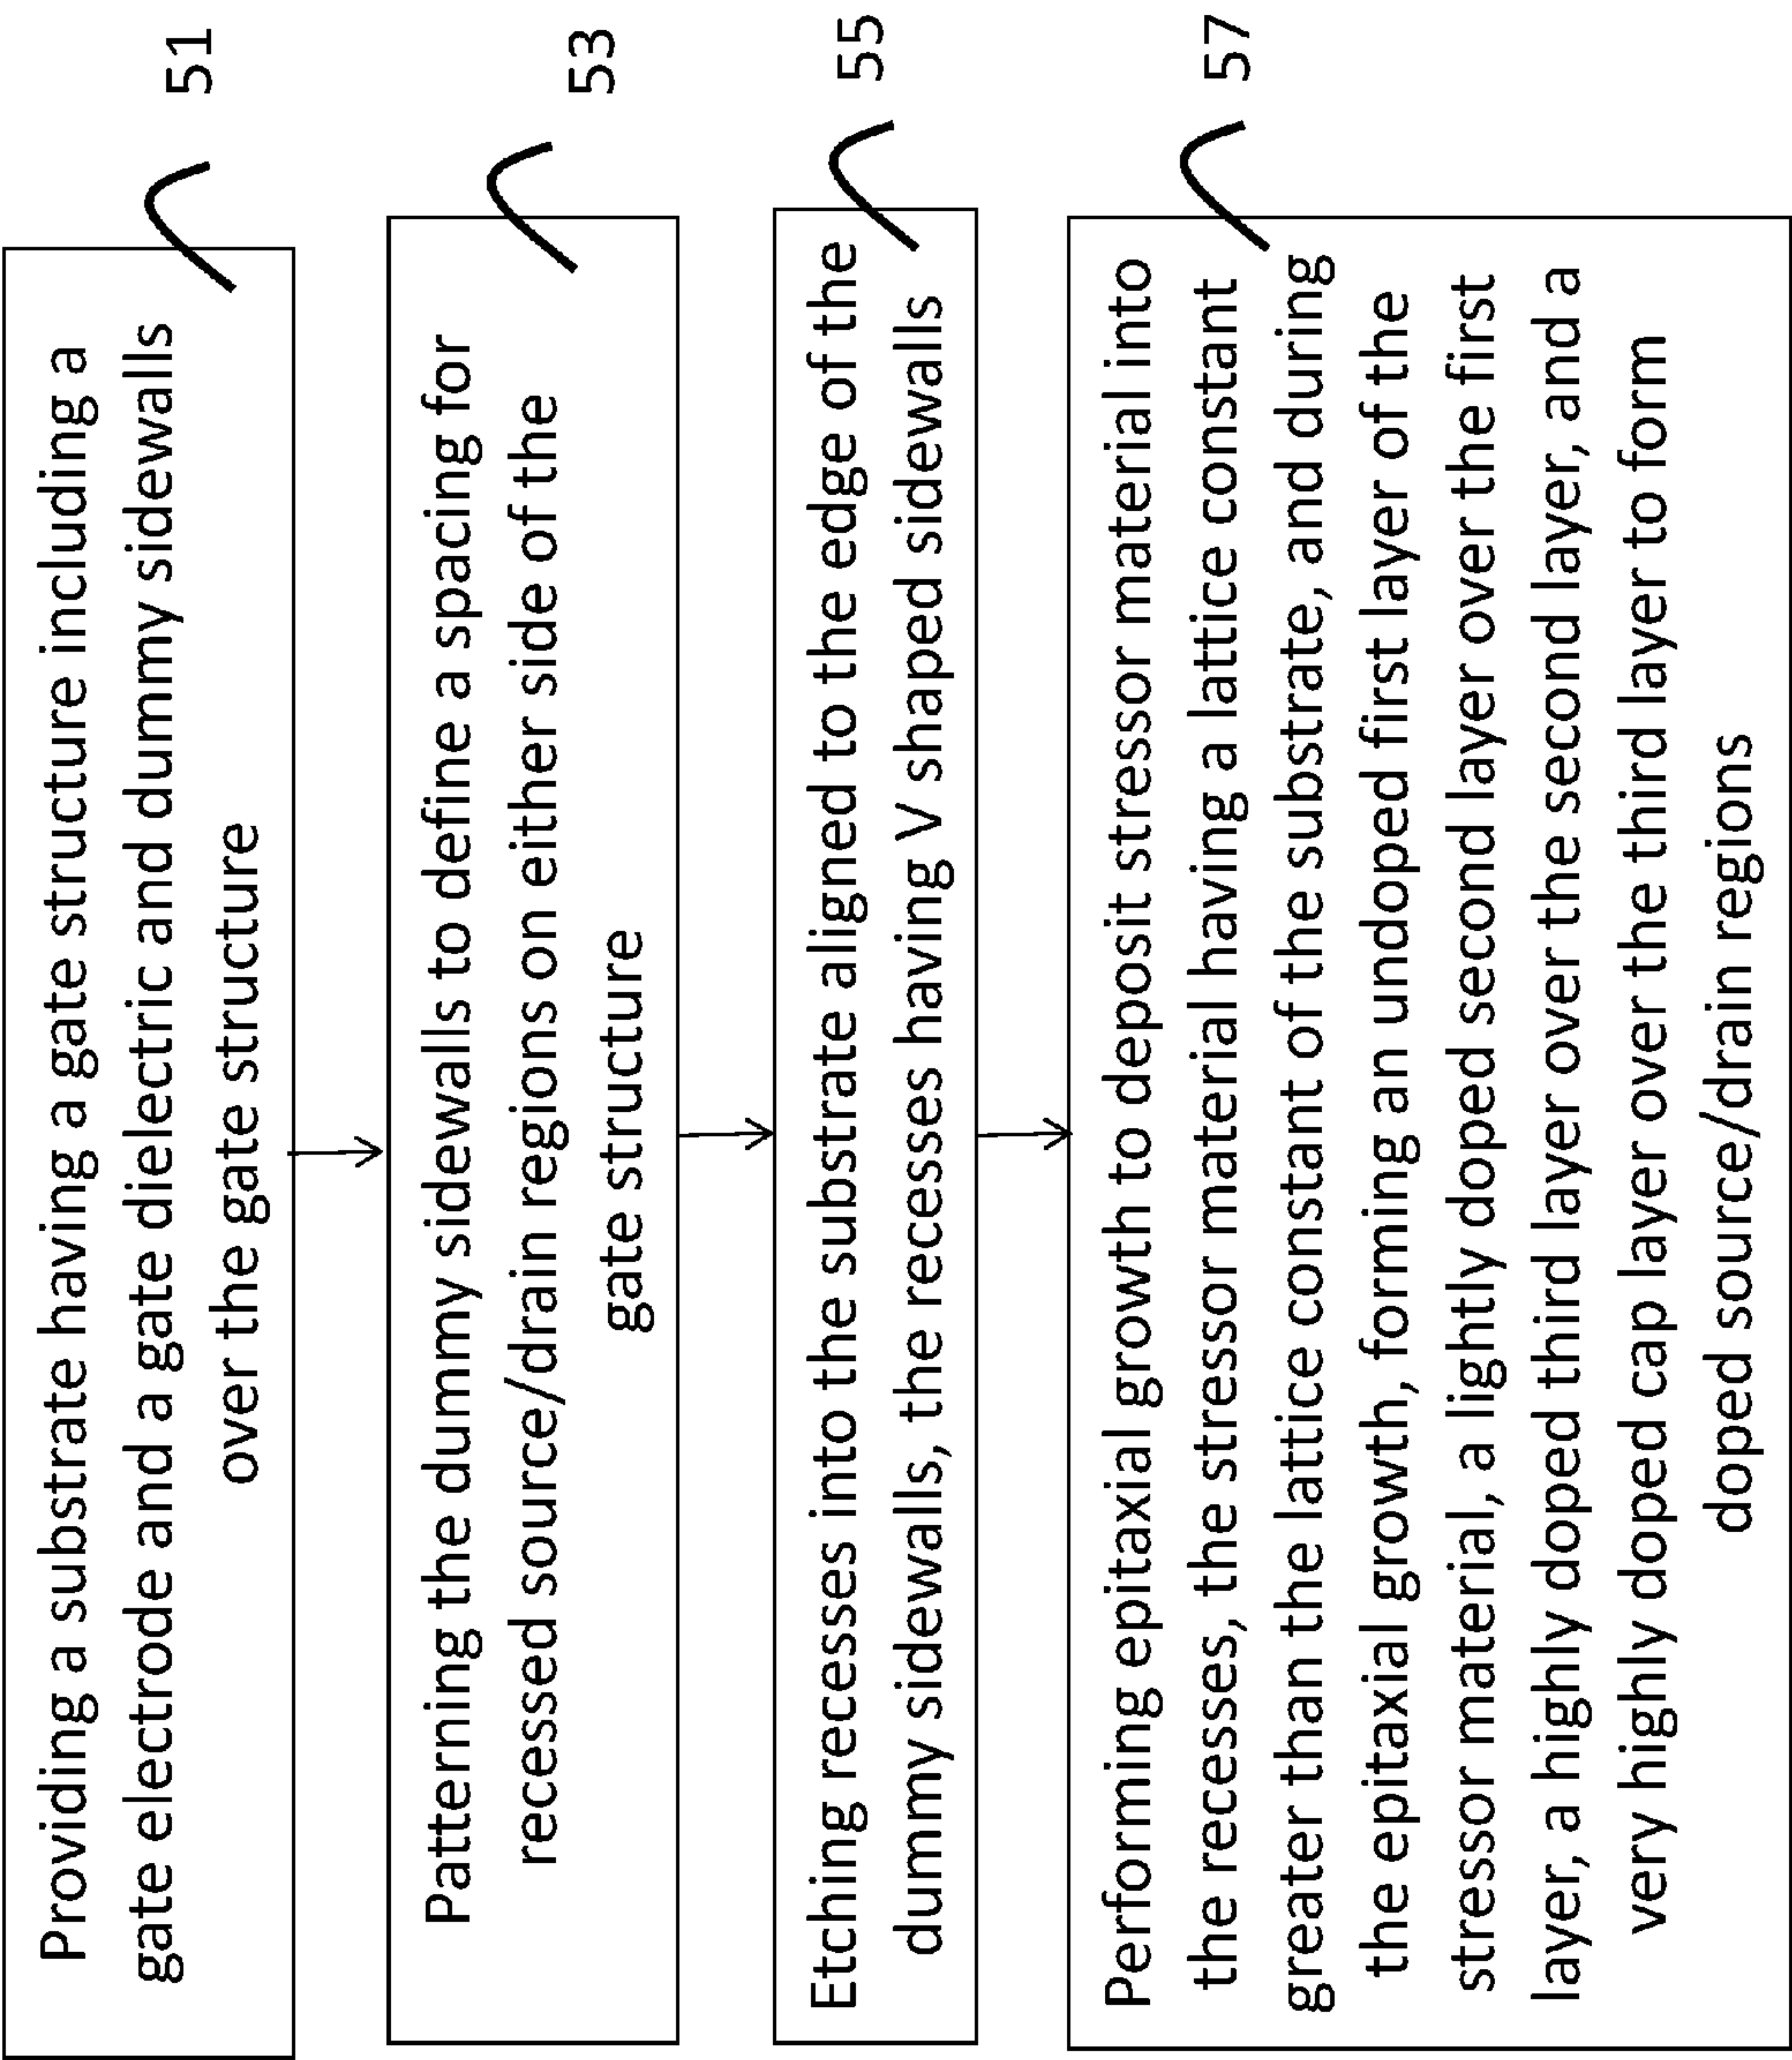 Providing a substrate having a gate structure including a
gate electrode and a gate dielectric and dummy sidewalls
over the gate structure
51
Patterning the dummy sidewalls to define a spacing for
recessed source/drain regions on either side of the
gate structure
53
Etching recesses into the substrate aligned to the edge of the
dummy sidewalls, the recesses having V shaped sidewalls
55
Performing epitaxial growth to deposit stressor material into
the recesses, the stressor material having a lattice constant
greater than the lattice constant of the substrate, and during
the epitaxial growth, forming an undoped first layer of the
stressor material, a lightly doped second layer over the first
layer, a highly doped third layer over the second layer, and a
very highly doped cap layer over the third layer to form
doped source/drain regions
57